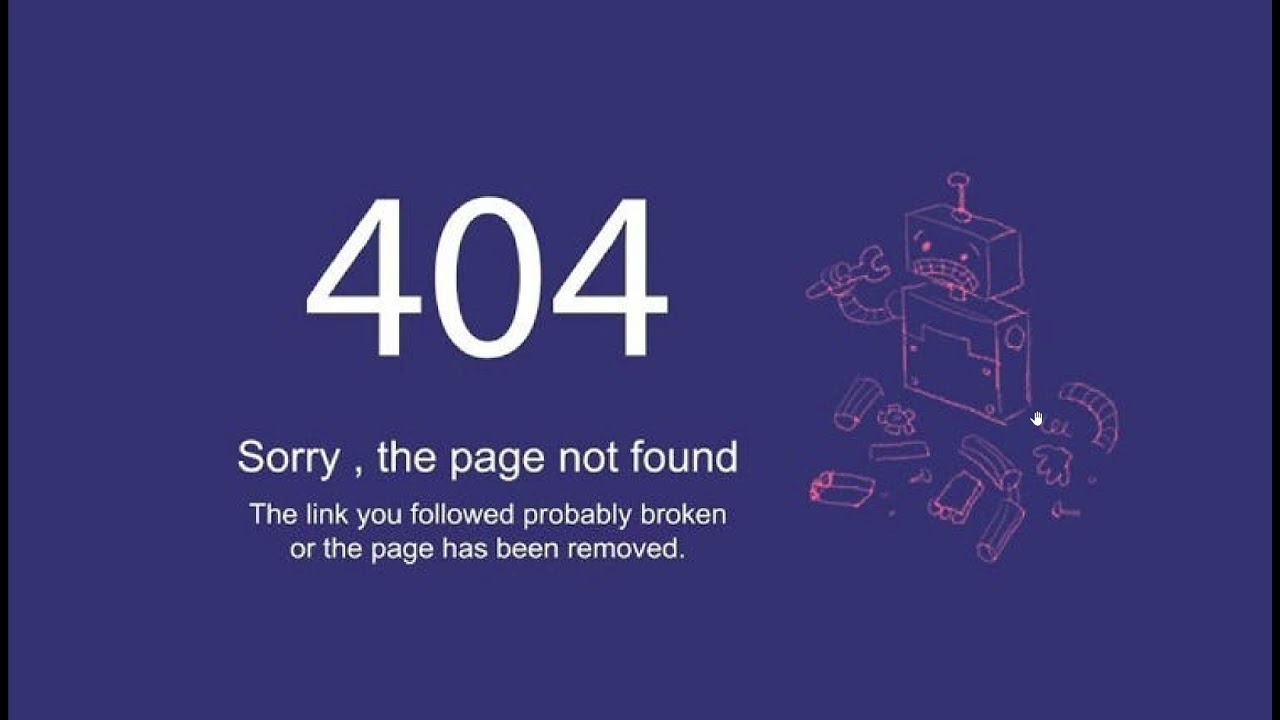 404
Sorry , the page not found
The link you followed probably broken
or the page has been removed.